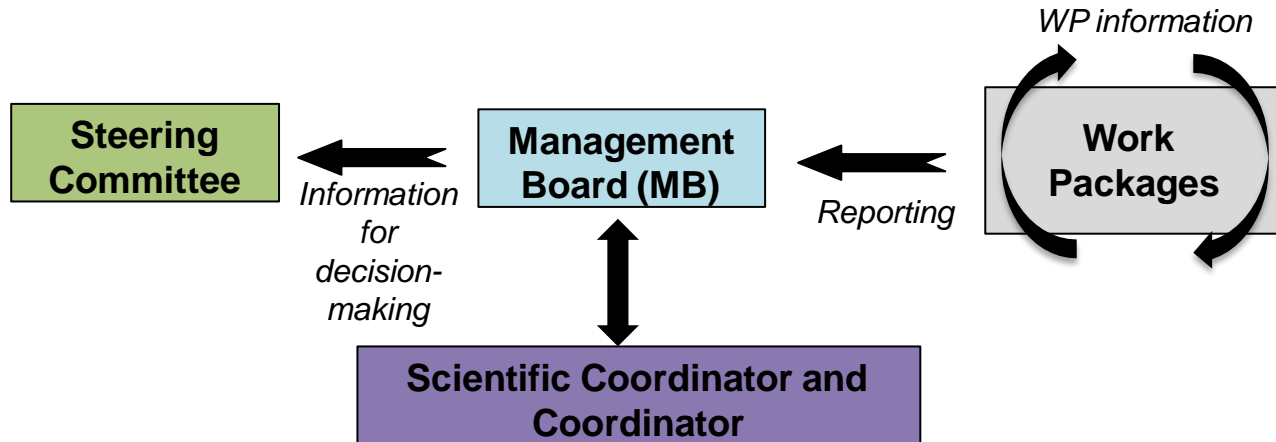 WP information
Steering
Committee
Management
Board (MB)
Work
Packages
Information
for
decision-
making
Reporting
Scientific Coordinator and
Coordinator